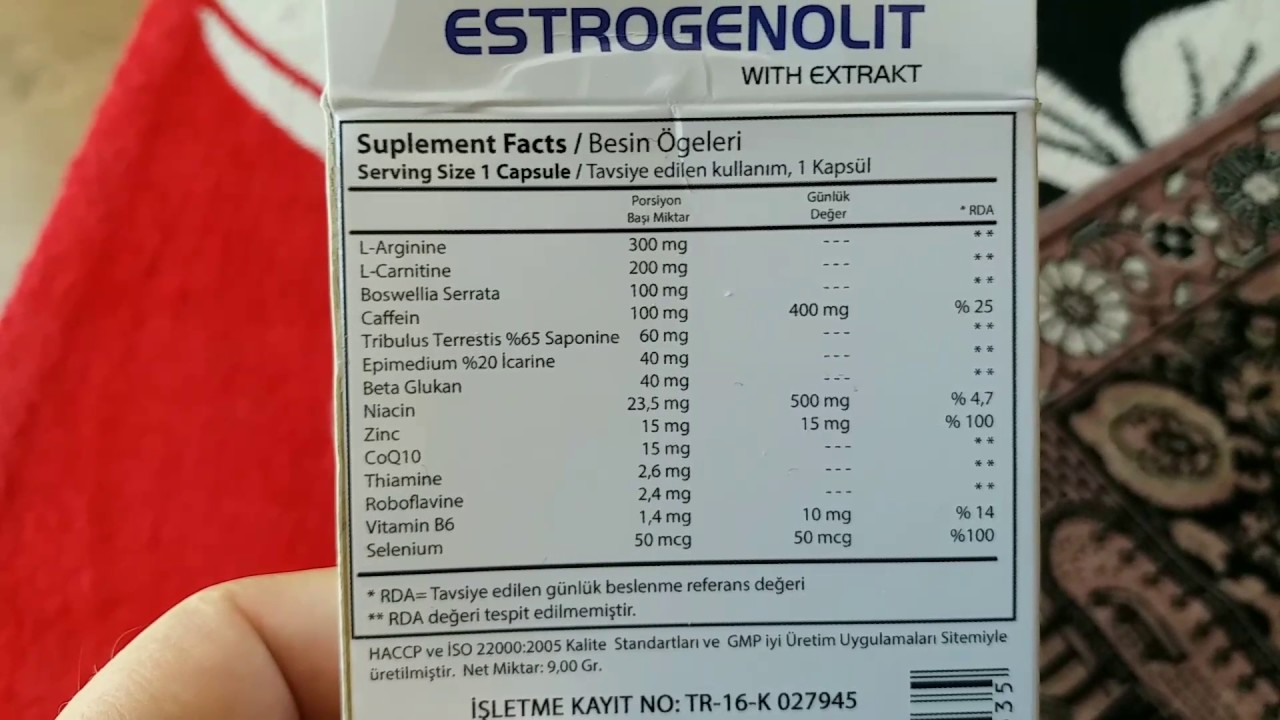 ESTROGENOLIT
WITH EXTRAKT
Suplement Facts / Besin Ögeleri
Serving Size 1 Capsule / Tavsiye edilen kullanım, 1 Kapsül
Porsiyon Başı Miktar Günlük Değer * RDA
L-Arginine 300 mg --- **
L-Carnitine 200 mg --- **
Boswellia Serrata 100 mg --- **
Caffein 100 mg 400 mg % 25
Tribulus Terrestis %65 Saponine 60 mg --- **
Epimedium %20 İcarine 40 mg --- **
Beta Glukan 40 mg --- **
Niacin 23,5 mg 500 mg % 4,7
Zinc 15 mg 15 mg % 100
CoQ10 15 mg --- **
Thiamine 2,6 mg --- **
Roboflavine 2,4 mg --- **
Vitamin B6 1,4 mg 10 mg % 14
Selenium 50 mcg 50 mcg %100
* RDA= Tavsiye edilen günlük beslenme referans değeri
** RDA değeri tespit edilmemiştir.
HACCP ve İSO 22000:2005 Kalite Standartları ve GMP iyi Üretim Uygulamaları Sitemiyle
üretilmiştir. Net Miktar: 9,00 Gr.
İŞLETME KAYIT NO: TR-16-K 027945